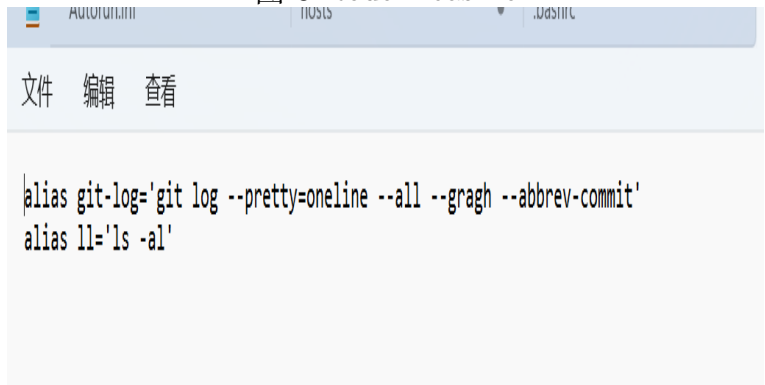 Autorun.ini hosts .bashrc
文件 编辑 查看
alias git-log='git log --pretty=oneline --all --gragh --abbrev-commit'
alias ll='ls -al'